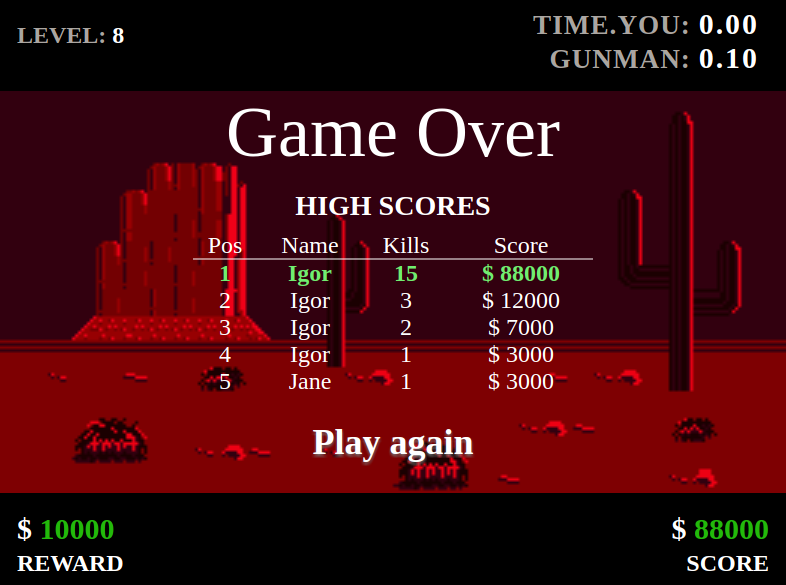 LEVEL: 8
TIME.YOU: 0.00
GUNMAN: 0.10
Game Over
HIGH SCORES
Pos Name Kills Score
1 Igor 15 $ 88000
2 Igor 3 $ 12000
3 Igor 2 $ 7000
4 Igor 1 $ 3000
5 Jane 1 $ 3000
Play again
$ 10000
REWARD
$ 88000
SCORE